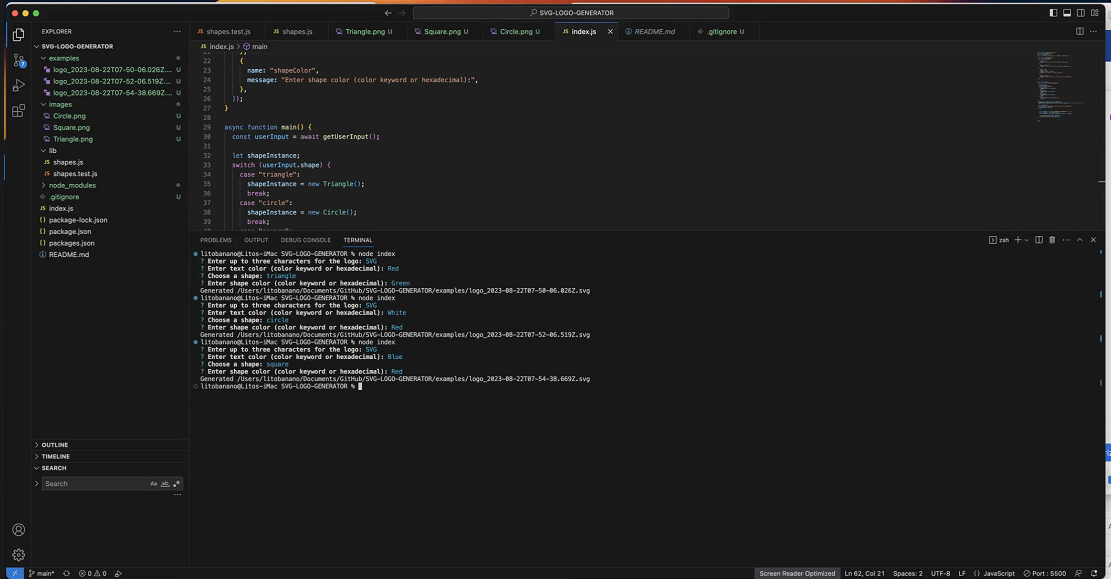 SVG-LOGO-GENERATOR
EXPLORER
SVG-LOGO-GENERATOR
examples
logo_2023-08-22T07-50-06.026Z.... U
logo_2023-08-22T07-52-06.519Z.... U
logo_2023-08-22T07-54-38.669Z.... U
images
Circle.png U
Square.png U
Triangle.png U
lib
JS shapes.js
JS shapes.test.js
node_modules
.gitignore U
JS index.js
{} package-lock.json
{} package.json
{} packages.json
README.md
OUTLINE
TIMELINE
SEARCH
Search Aa ab
JS shapes.test.js JS shapes.js Triangle.png U Square.png U Circle.png U JS index.js README.md .gitignore U
JS index.js > main
22 {
23 name: "shapeColor",
24 message: "Enter shape color (color keyword or hexadecimal):",
25 },
26 ]);
27 }
28
29 async function main() {
30 const userInput = await getUserInput();
31
32 let shapeInstance;
33 switch (userInput.shape) {
34 case "triangle":
35 shapeInstance = new Triangle();
36 break;
37 case "circle":
38 shapeInstance = new Circle();
39 break;
PROBLEMS OUTPUT DEBUG CONSOLE TERMINAL zsh
litobanano@Litos-iMac SVG-LOGO-GENERATOR % node index
? Enter up to three characters for the logo: SVG
? Enter text color (color keyword or hexadecimal): Red
? Choose a shape: triangle
? Enter shape color (color keyword or hexadecimal): Green
Generated /Users/litobanano/Documents/GitHub/SVG-LOGO-GENERATOR/examples/logo_2023-08-22T07-50-06.026Z.svg
litobanano@Litos-iMac SVG-LOGO-GENERATOR % node index
? Enter up to three characters for the logo: SVG
? Enter text color (color keyword or hexadecimal): White
? Choose a shape: circle
? Enter shape color (color keyword or hexadecimal): Red
Generated /Users/litobanano/Documents/GitHub/SVG-LOGO-GENERATOR/examples/logo_2023-08-22T07-52-06.519Z.svg
litobanano@Litos-iMac SVG-LOGO-GENERATOR % node index
? Enter up to three characters for the logo: SVG
? Enter text color (color keyword or hexadecimal): Blue
? Choose a shape: square
? Enter shape color (color keyword or hexadecimal): Red
Generated /Users/litobanano/Documents/GitHub/SVG-LOGO-GENERATOR/examples/logo_2023-08-22T07-54-38.669Z.svg
litobanano@Litos-iMac SVG-LOGO-GENERATOR %
main* 0 0 Screen Reader Optimized Ln 62, Col 21 Spaces: 2 UTF-8 LF {} JavaScript Port : 5500